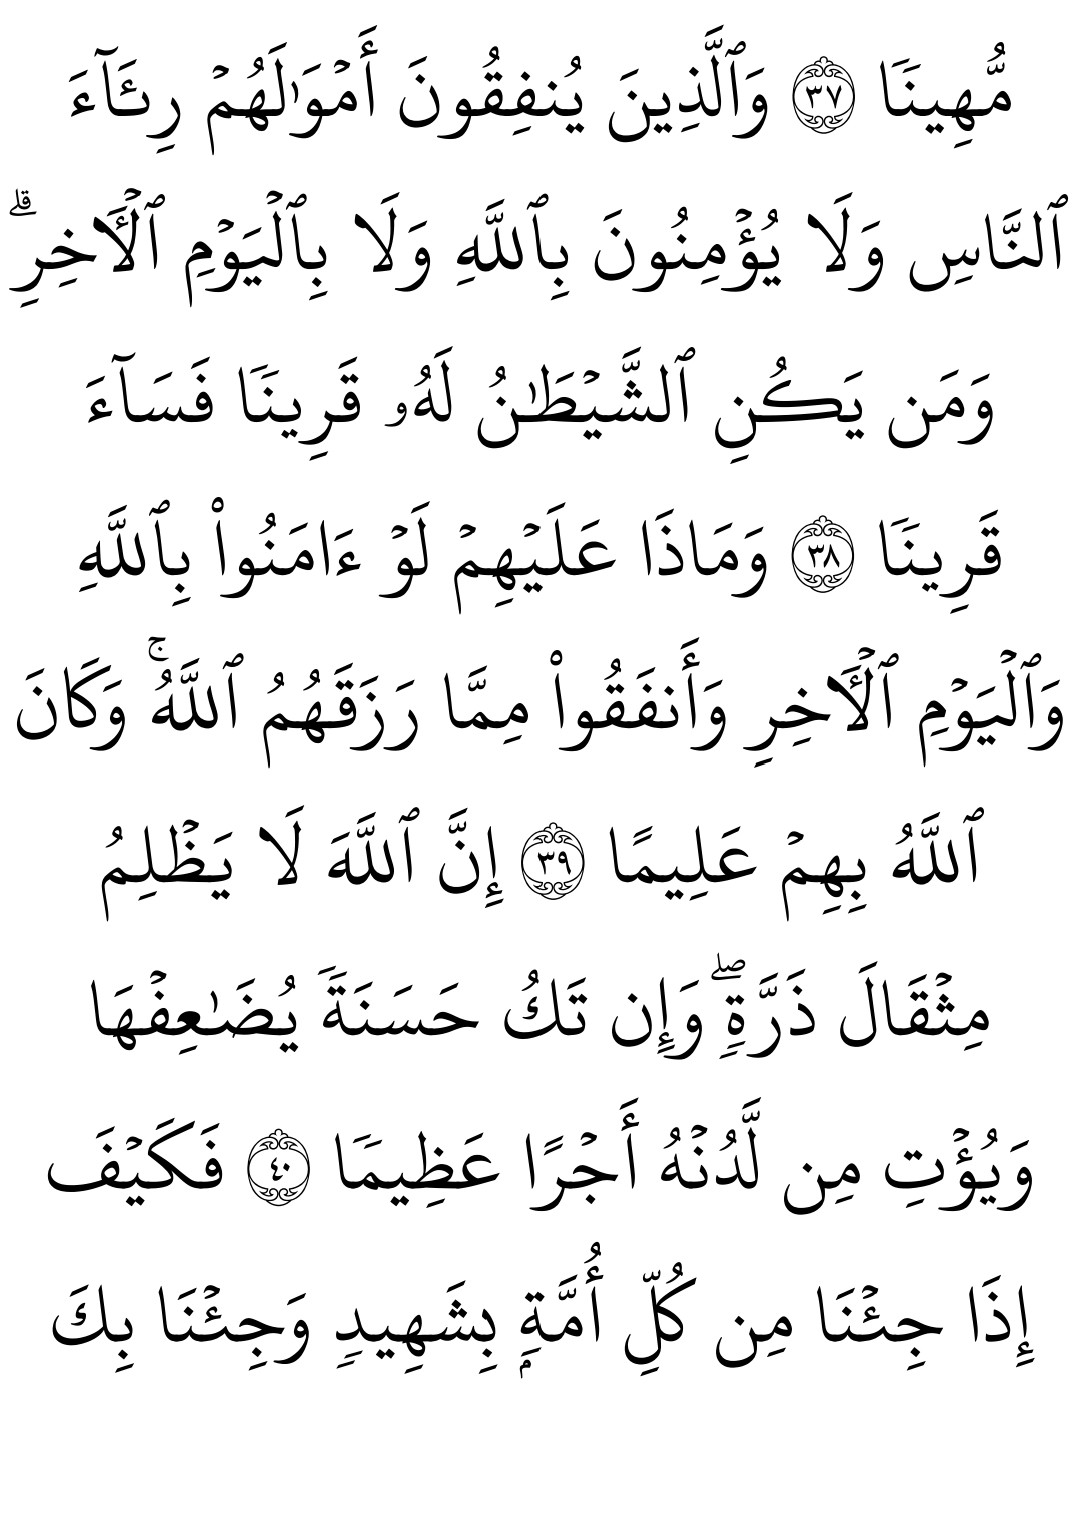 مُّهِينٗا ٣٧ وَٱلَّذِينَ يُنفِقُونَ أَمۡوَٰلَهُمۡ رِئَآءَ
ٱلنَّاسِ وَلَا يُؤۡمِنُونَ بِٱللَّهِ وَلَا بِٱلۡيَوۡمِ ٱلۡأٓخِرِۗ
وَمَن يَكُنِ ٱلشَّيۡطَٰنُ لَهُۥ قَرِينٗا فَسَآءَ
قَرِينٗا ٣٨ وَمَاذَا عَلَيۡهِمۡ لَوۡ ءَامَنُواْ بِٱللَّهِ
وَٱلۡيَوۡمِ ٱلۡأٓخِرِ وَأَنفَقُواْ مِمَّا رَزَقَهُمُ ٱللَّهُۚ وَكَانَ
ٱللَّهُ بِهِمۡ عَلِيمًا ٣٩ إِنَّ ٱللَّهَ لَا يَظۡلِمُ
مِثۡقَالَ ذَرَّةٖۖ وَإِن تَكُ حَسَنَةٗ يُضَٰعِفۡهَا
وَيُؤۡتِ مِن لَّدُنۡهُ أَجۡرًا عَظِيمٗا ٤٠ فَكَيۡفَ
إِذَا جِئۡنَا مِن كُلِّ أُمَّةِۭ بِشَهِيدٖ وَجِئۡنَا بِكَ